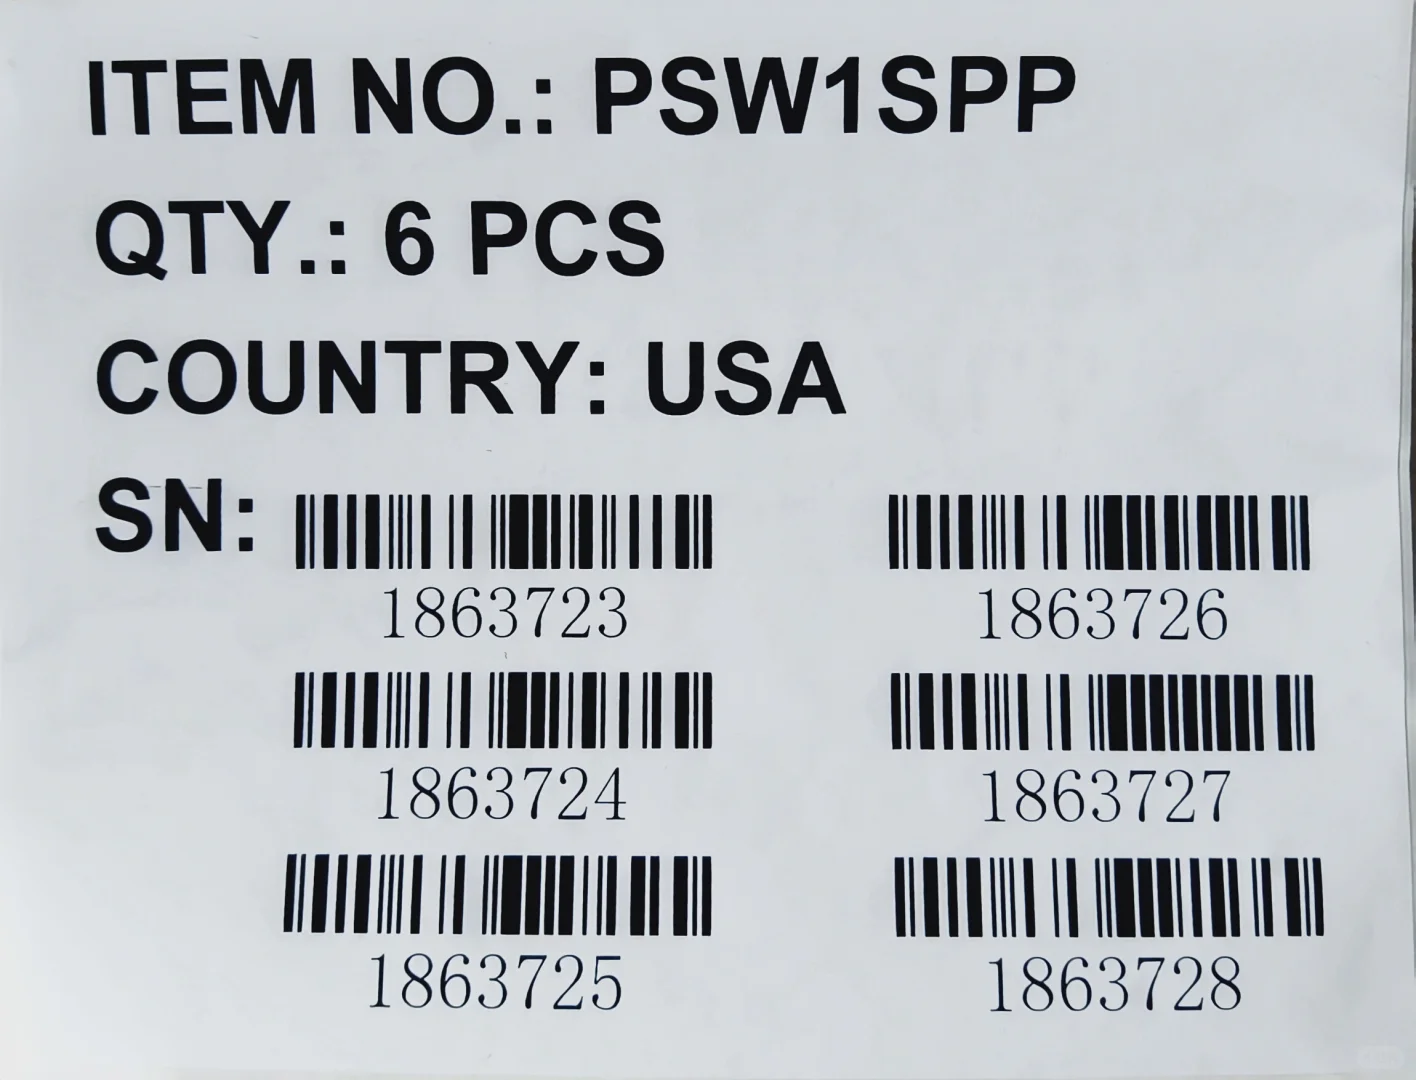 ITEM NO.: PSW1SPP
QTY.: 6 PCS
COUNTRY: USA
SN:
1863723 1863726
1863724 1863727
1863725 1863728